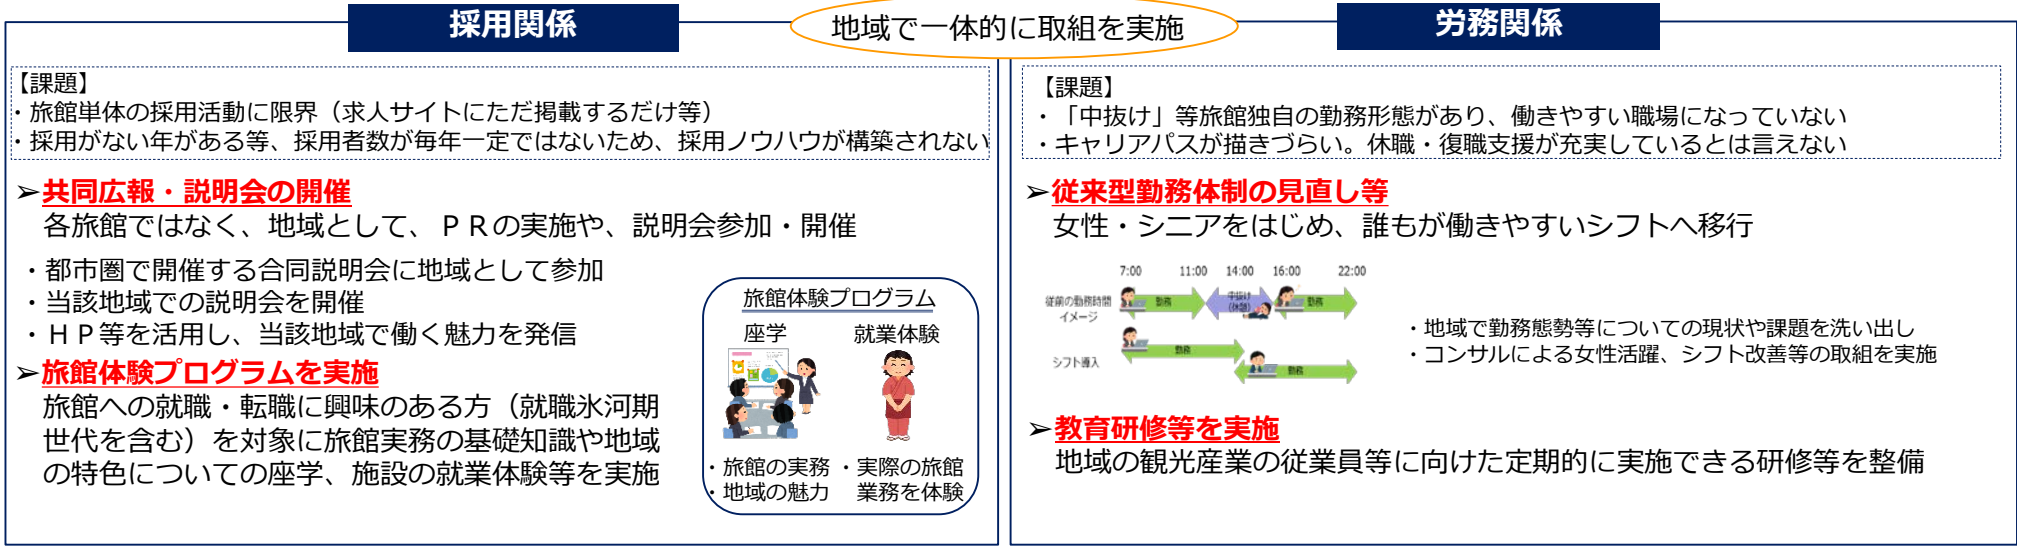 採用関係
地域で一体的に取組を実施
労務関係
【課題】
・旅館単体の採用活動に限界（求人サイトにただ掲載するだけ等）
・採用がない年がある等、採用者数が毎年一定ではないため、採用ノウハウが構築されない
➢共同広報・説明会の開催
各旅館ではなく、地域として、ＰＲの実施や、説明会参加・開催
・都市圏で開催する合同説明会に地域として参加
・当該地域での説明会を開催
・ＨＰ等を活用し、当該地域で働く魅力を発信
➢旅館体験プログラムを実施
旅館への就職・転職に興味のある方（就職氷河期
世代を含む）を対象に旅館実務の基礎知識や地域
の特色についての座学、施設の就業体験等を実施
旅館体験プログラム
座学
就業体験
・旅館の実務
・地域の魅力
・実際の旅館
業務を体験
【課題】
・「中抜け」等旅館独自の勤務形態があり、働きやすい職場になっていない
・キャリアパスが描きづらい。休職・復職支援が充実しているとは言えない
➢従来型勤務体制の見直し等
女性・シニアをはじめ、誰もが働きやすいシフトへ移行
7:00 11:00 14:00 16:00 22:00
従前の勤務時間
イメージ
勤務
中抜け
(休憩)
勤務
シフト導入
勤務
勤務
・地域で勤務態勢等についての現状や課題を洗い出し
・コンサルによる女性活躍、シフト改善等の取組を実施
➢教育研修等を実施
地域の観光産業の従業員等に向けた定期的に実施できる研修等を整備